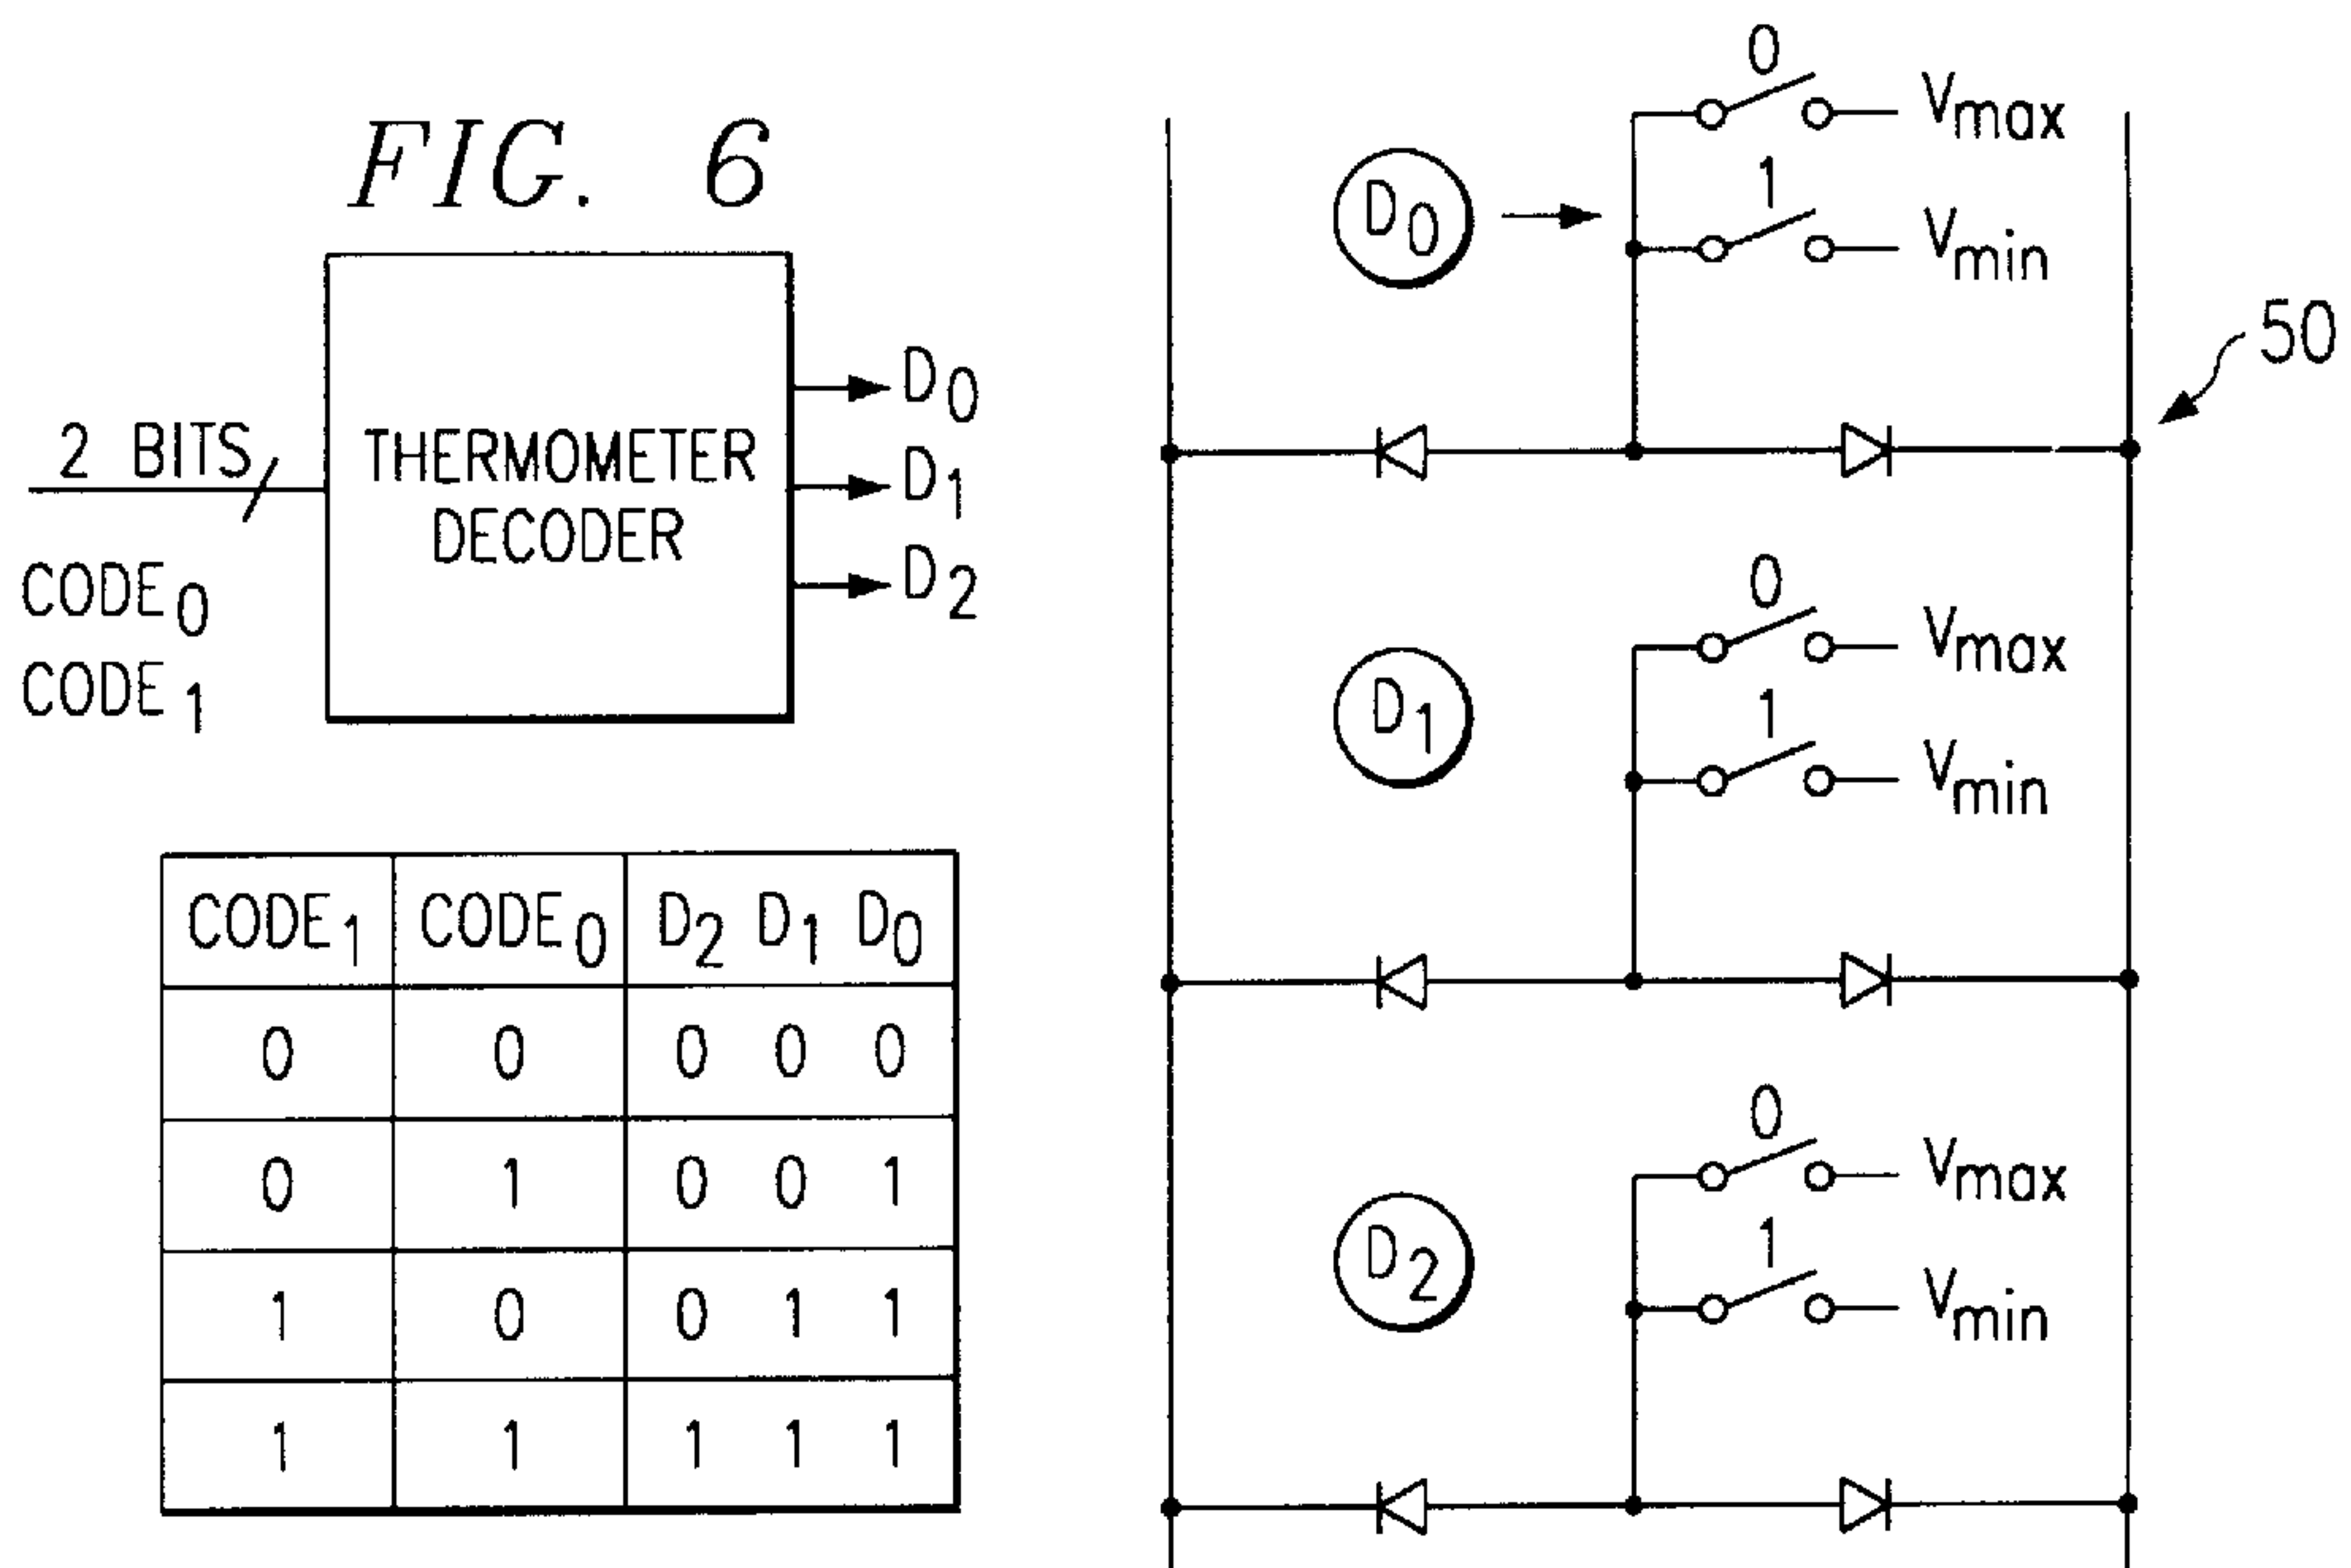 FIG. 6
2 BITS
THERMOMETER
DECODER
CODE0
CODE1
D0
D1
D2
CODE1 CODE0 D2 D1 D0
0 0 0 0 0
0 1 0 0 1
1 0 0 1 1
1 1 1 1 1
D0
0
Vmax
1
Vmin
50
D1
0
Vmax
1
Vmin
D2
0
Vmax
1
Vmin